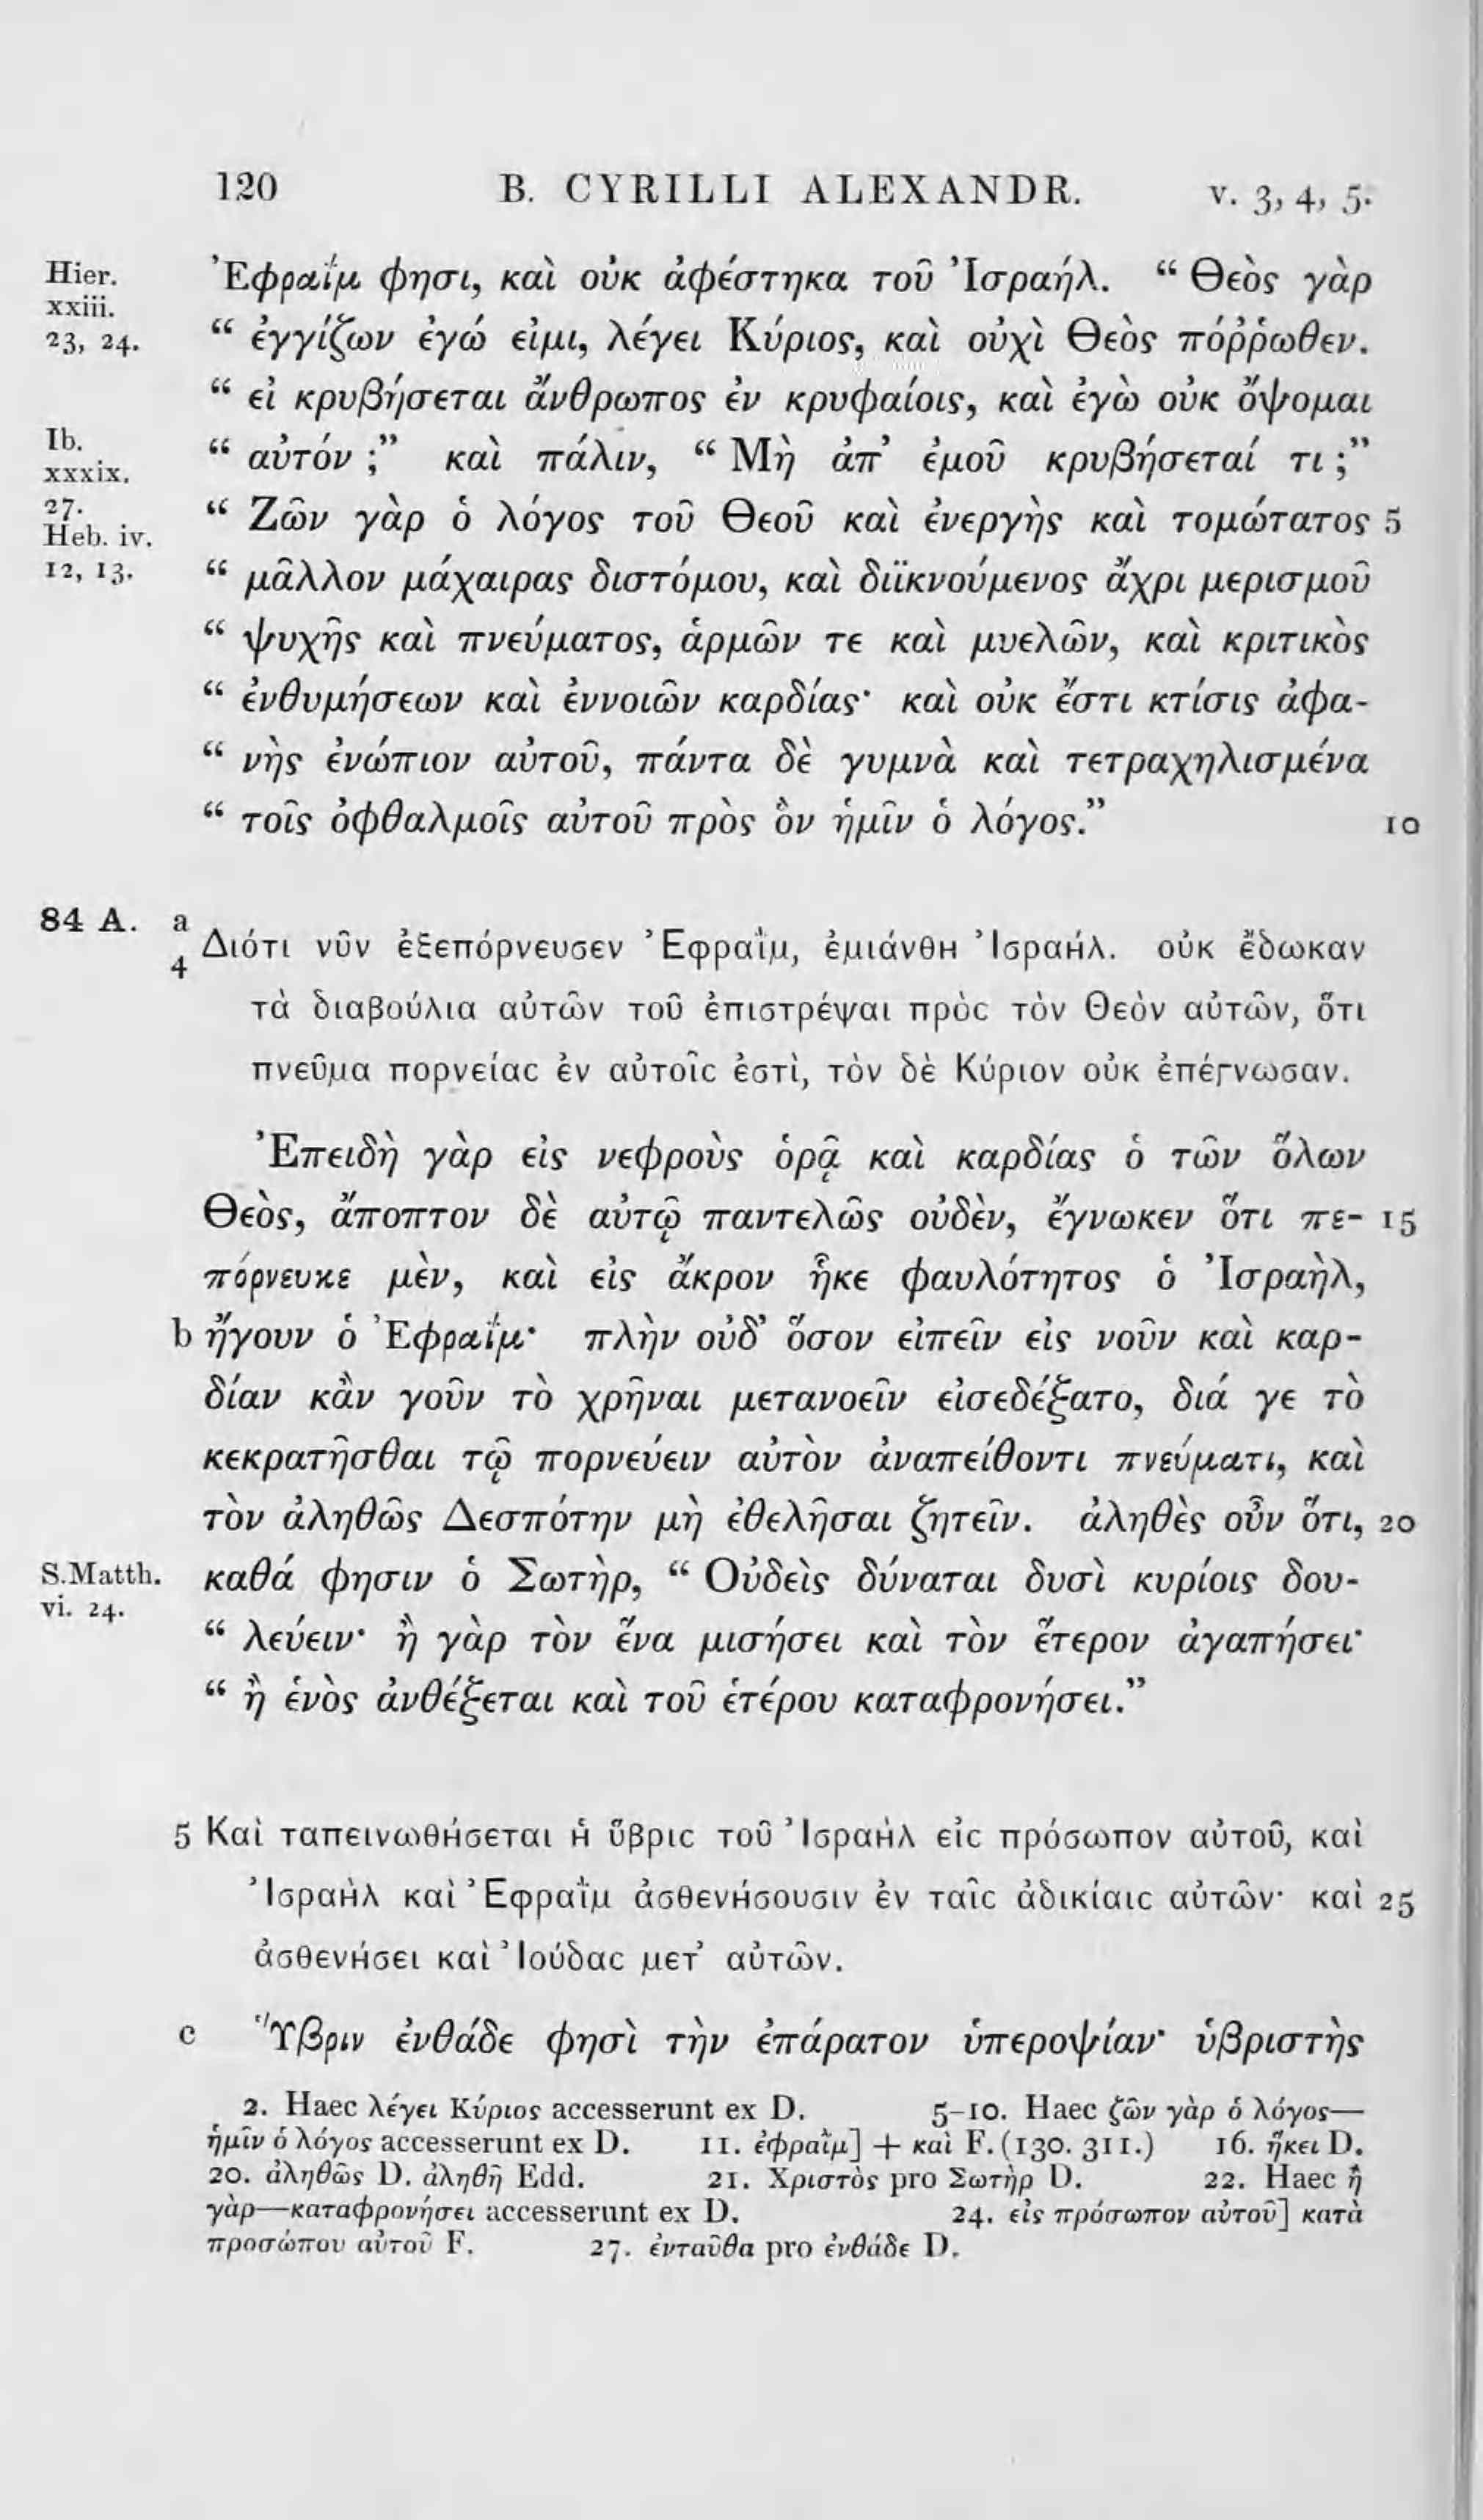 120 B. CYRILLI ALEXANDR. v. 3, 4, 5.
Hier. Ἐφραΐμ φησι, καὶ οὐκ ἀφέστηκα τοῦ Ἰσραήλ. “ Θεὸς γὰρ
xxiii.
23, 24. “ ἐγγίζων ἐγώ εἰμι, λέγει Κύριος, καὶ οὐχὶ Θεὸς πόῤῥωθεν.
“ εἰ κρυβήσεται ἄνθρωπος ἐν κρυφαίοις, καὶ ἐγὼ οὐκ ὄψομαι
Ib. “ αὐτόν ;” καὶ πάλιν, “ Μὴ ἀπ’ ἐμοῦ κρυβήσεταί τι ;”
xxxix.
27. “ Ζῶν γὰρ ὁ λόγος τοῦ Θεοῦ καὶ ἐνεργὴς καὶ τομώτατος 5
Heb. iv.
12, 13. “ μᾶλλον μάχαιρας διστόμου, καὶ διϊκνούμενος ἄχρι μερισμοῦ
“ ψυχῆς καὶ πνεύματος, ἁρμῶν τε καὶ μυελῶν, καὶ κριτικὸς
“ ἐνθυμήσεων καὶ ἐννοιῶν καρδίας· καὶ οὐκ ἔστι κτίσις ἀφα-
“ νὴς ἐνώπιον αὐτοῦ, πάντα δὲ γυμνὰ καὶ τετραχηλισμένα
“ τοῖς ὀφθαλμοῖς αὐτοῦ πρὸς ὃν ἡμῖν ὁ λόγος.” 10
84 A. a
4 Διότι νῦν ἐξεπόρνευσεν Ἐφραῒμ, ἐμιάνθη Ἰσραήλ. οὐκ ἔδωκαν
τὰ διαβούλια αὐτῶν τοῦ ἐπιστρέψαι πρὸς τὸν Θεὸν αὐτῶν, ὅτι
πνεῦμα πορνείας ἐν αὐτοῖς ἐστὶ, τὸν δὲ Κύριον οὐκ ἐπέγνωσαν.
Ἐπειδὴ γὰρ εἰς νεφροὺς ὁρᾷ καὶ καρδίας ὁ τῶν ὅλων
Θεὸς, ἄποπτον δὲ αὐτῷ παντελῶς οὐδὲν, ἔγνωκεν ὅτι πε- 15
πόρνευκε μὲν, καὶ εἰς ἄκρον ἧκε φαυλότητος ὁ Ἰσραὴλ,
b ἤγουν ὁ Ἐφραΐμ· πλὴν οὐδ’ ὅσον εἰπεῖν εἰς νοῦν καὶ καρ-
δίαν κἂν γοῦν τὸ χρῆναι μετανοεῖν εἰσεδέξατο, διά γε τὸ
κεκρατῆσθαι τῷ πορνεύειν αὐτὸν ἀναπείθοντι πνεύματι, καὶ
τὸν ἀληθῶς Δεσπότην μὴ ἐθελῆσαι ζητεῖν. ἀληθὲς οὖν ὅτι, 20
S.Matth. καθά φησιν ὁ Σωτὴρ, “ Οὐδεὶς δύναται δυσὶ κυρίοις δου-
vi. 24.
“ λεύειν· ἢ γὰρ τὸν ἕνα μισήσει καὶ τὸν ἕτερον ἀγαπήσει·
“ ἢ ἑνὸς ἀνθέξεται καὶ τοῦ ἑτέρου καταφρονήσει.”
5 Καὶ ταπεινωθήσεται ἡ ὕβρις τοῦ Ἰσραὴλ εἰς πρόσωπον αὐτοῦ, καὶ
Ἰσραὴλ καὶ Ἐφραῒμ ἀσθενήσουσιν ἐν ταῖς ἀδικίαις αὐτῶν· καὶ 25
ἀσθενήσει καὶ Ἰούδας μετ’ αὐτῶν.
c Ὕβριν ἐνθάδε φησὶ τὴν ἐπάρατον ὑπεροψίαν· ὑβριστὴς
2. Haec λέγει Κύριος accesserunt ex D. 5–10. Haec ζῶν γὰρ ὁ λόγος—
ἡμῖν ὁ λόγος accesserunt ex D. 11. ἐφραῒμ] + καὶ F. (130. 311.) 16. ἥκει D.
20. ἀληθῶς D. ἀληθῆ Edd. 21. Χριστὸς pro Σωτὴρ D. 22. Haec ἢ
γὰρ—καταφρονήσει accesserunt ex D. 24. εἰς πρόσωπον αὐτοῦ] κατὰ
προσώπου αὐτοῦ F. 27. ἐνταῦθα pro ἐνθάδε D.